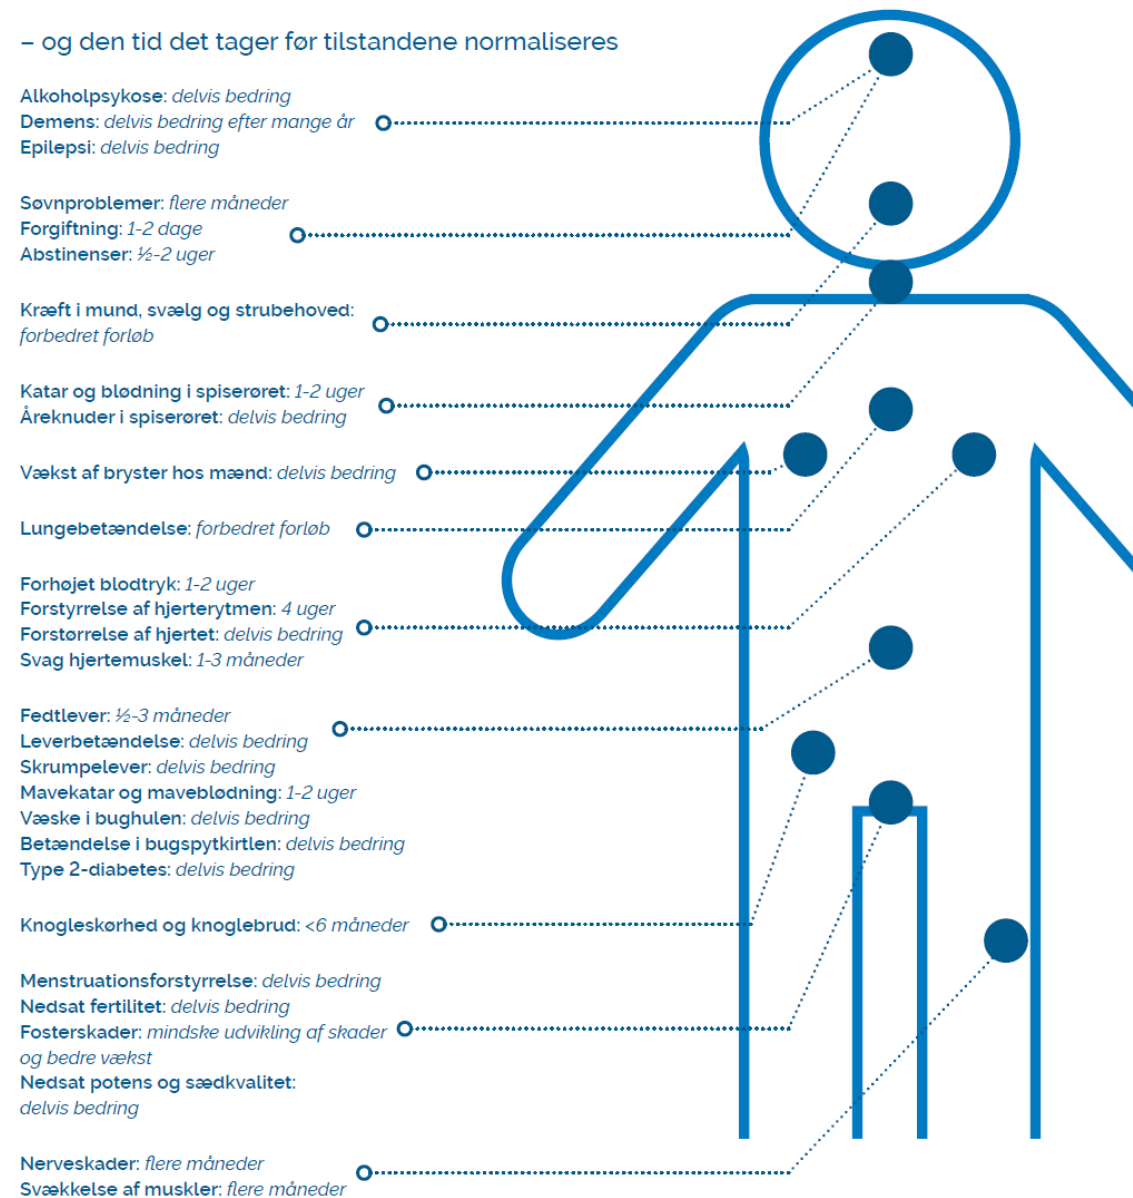 – og den tid det tager før tilstandene normaliseres
Alkoholpsykose: delvis bedring
Demens: delvis bedring efter mange år
Epilepsi: delvis bedring
Søvnproblemer: flere måneder
Forgiftning: 1-2 dage
Abstinenser: ½-2 uger
Kræft i mund, svælg og strubehoved:
forbedret forløb
Katar og blødning i spiserøret: 1-2 uger
Åreknuder i spiserøret: delvis bedring
Vækst af bryster hos mænd: delvis bedring
Lungebetændelse: forbedret forløb
Forhøjet blodtryk: 1-2 uger
Forstyrrelse af hjerterytmen: 4 uger
Forstørrelse af hjertet: delvis bedring
Svag hjertemuskel: 1-3 måneder
Fedtlever: ½-3 måneder
Leverbetændelse: delvis bedring
Skrumpelever: delvis bedring
Mavekatar og maveblødning: 1-2 uger
Væske i bughulen: delvis bedring
Betændelse i bugspytkirtlen: delvis bedring
Type 2-diabetes: delvis bedring
Knogleskørhed og knoglebrud: <6 måneder
Menstruationsforstyrrelse: delvis bedring
Nedsat fertilitet: delvis bedring
Fosterskader: mindske udvikling af skader
og bedre vækst
Nedsat potens og sædkvalitet:
delvis bedring
Nerveskader: flere måneder
Svækkelse af muskler: flere måneder